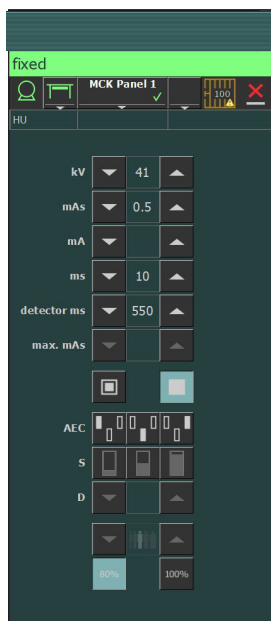 fixed
MCK Panel 1
100
HU
kV 41
mAs 0.5
mA
ms 10
detector ms 550
max. mAs
AEC
S
D
80% 100%